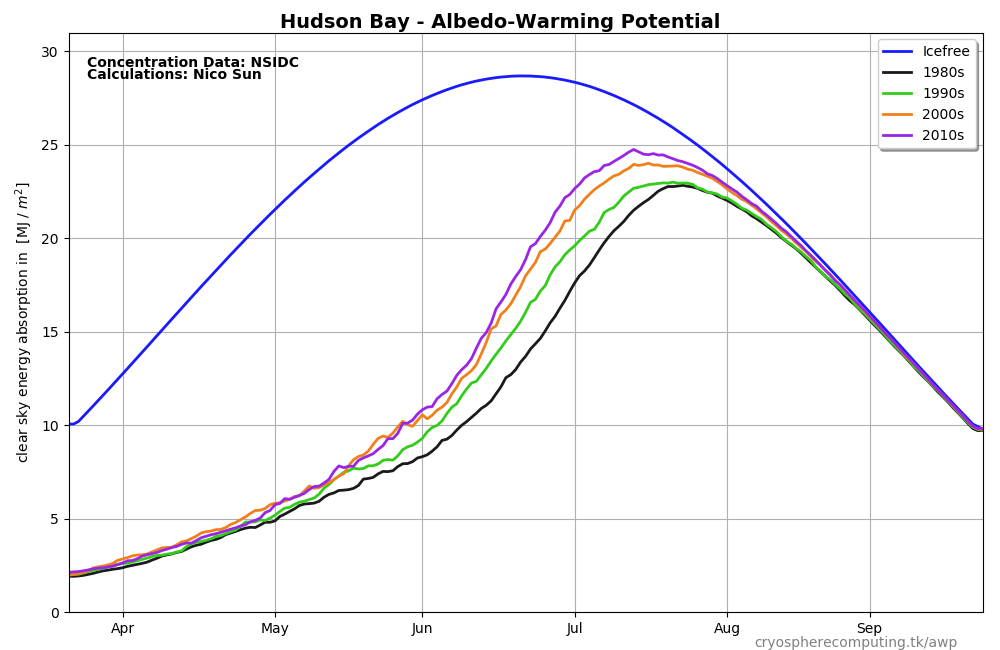 Hudson Bay - Albedo-Warming Potential
Concentration Data: NSIDC
Calculations: Nico Sun
Icefree
1980s
1990s
2000s
2010s
clear sky energy absorption in [MJ / m²]
30
25
20
15
10
5
0
Apr May Jun Jul Aug Sep
cryospherecomputing.tk/awp